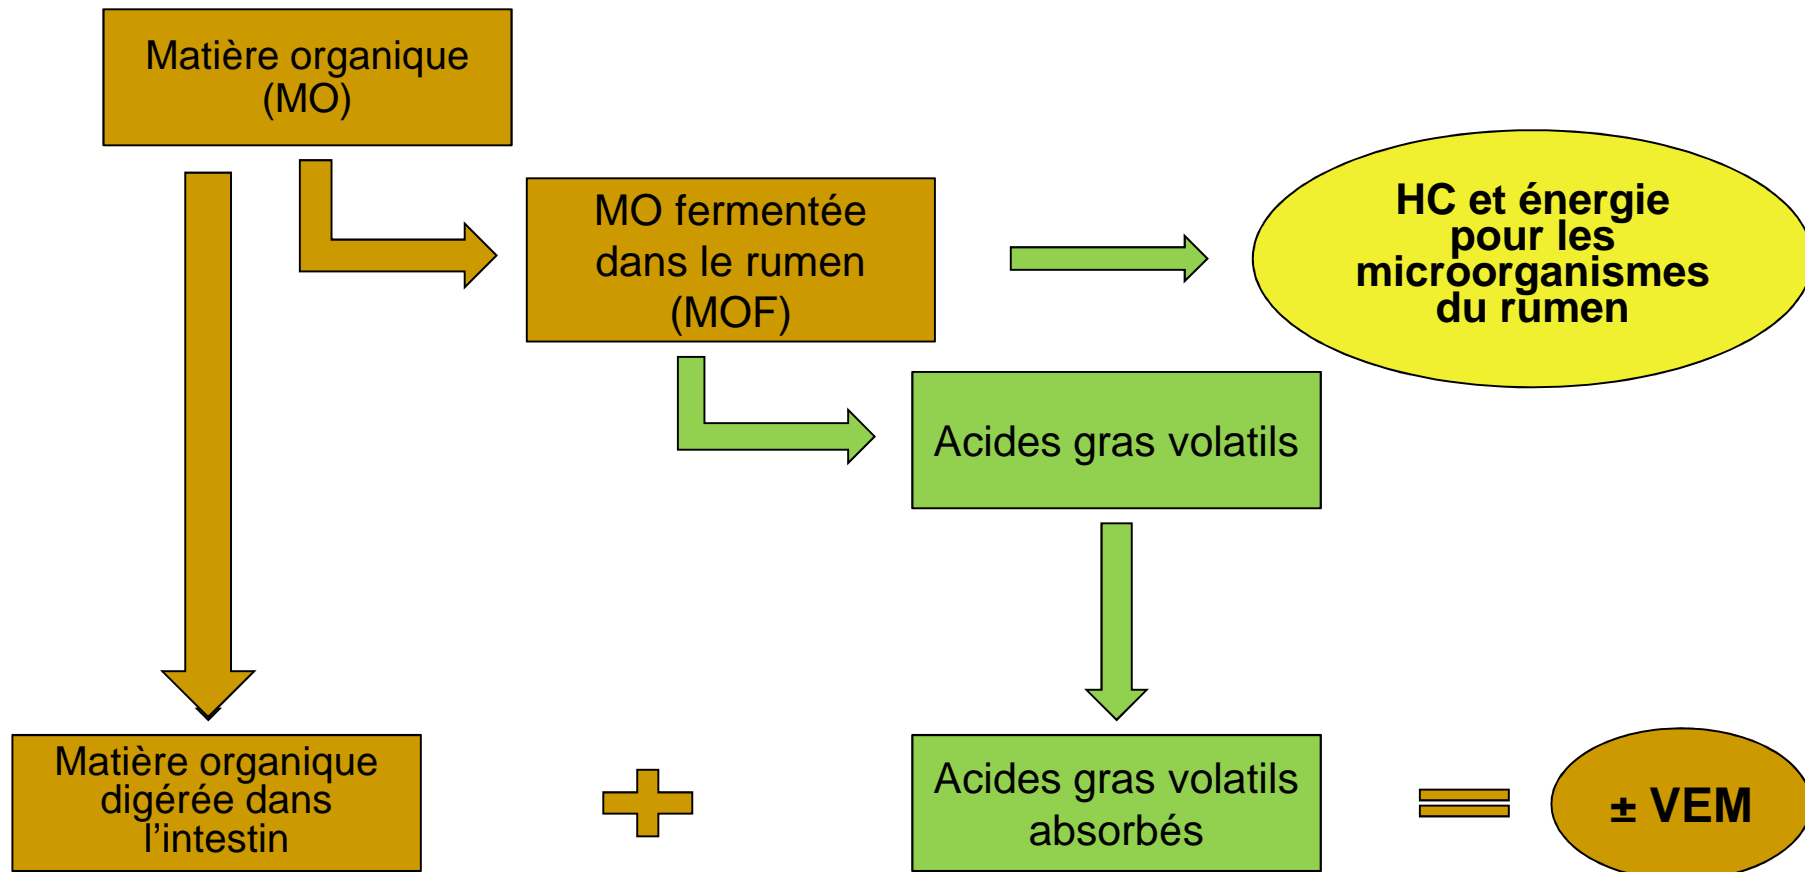 Matière organique
(MO)
MO fermentée
dans le rumen
(MOF)
HC et énergie
pour les
microorganismes
du rumen
Acides gras volatils
Matière organique
digérée dans
l’intestin
Acides gras volatils
absorbés
± VEM